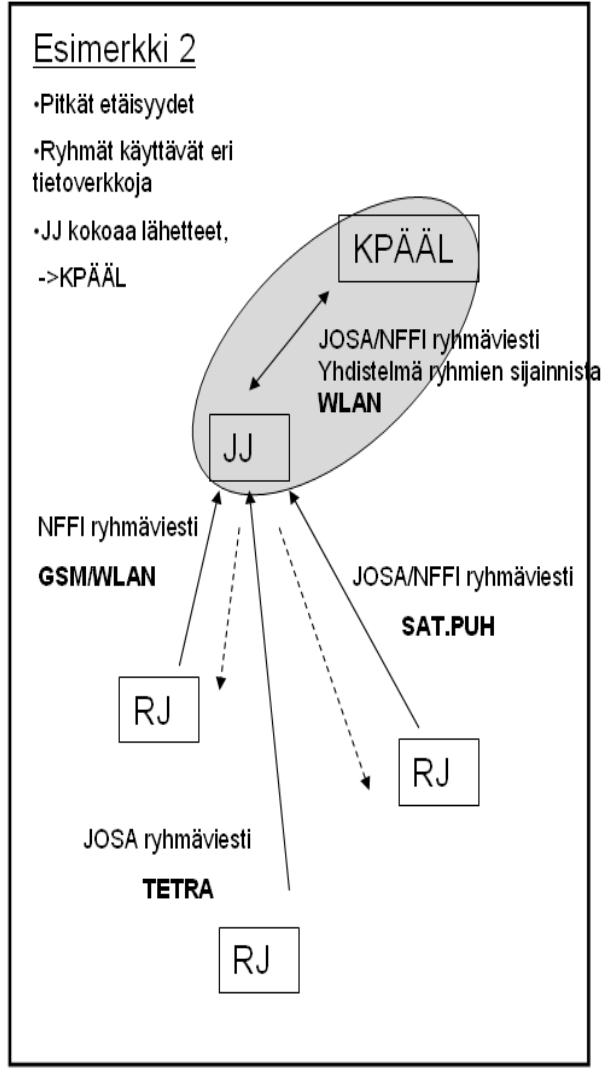 Esimerkki 2
•Pitkät etäisyydet
•Ryhmät käyttävät eri
tietoverkkoja
•JJ kokoaa lähetteet,
->KPÄÄL
KPÄÄL
JOSA/NFFI ryhmäviesti
Yhdistelmä ryhmien sijainnista
WLAN
JJ
NFFI ryhmäviesti
GSM/WLAN
JOSA/NFFI ryhmäviesti
SAT.PUH
RJ
RJ
JOSA ryhmäviesti
TETRA
RJ